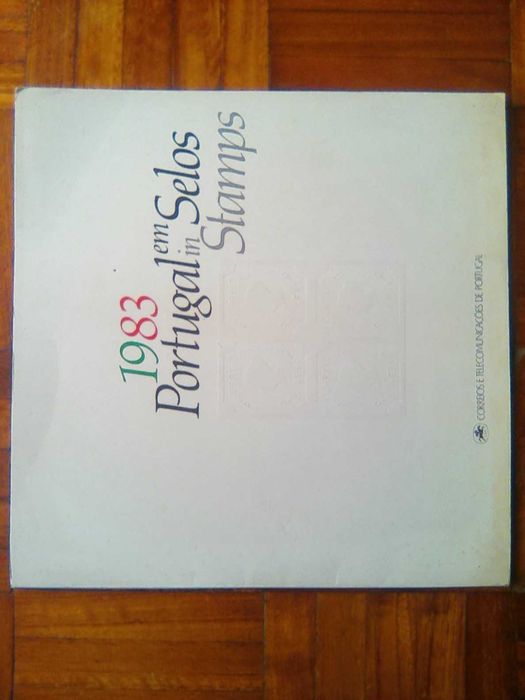 1983
Portugal em Selos
in Stamps
CORREIOS E TELECOMUNICAÇÕES DE PORTUGAL